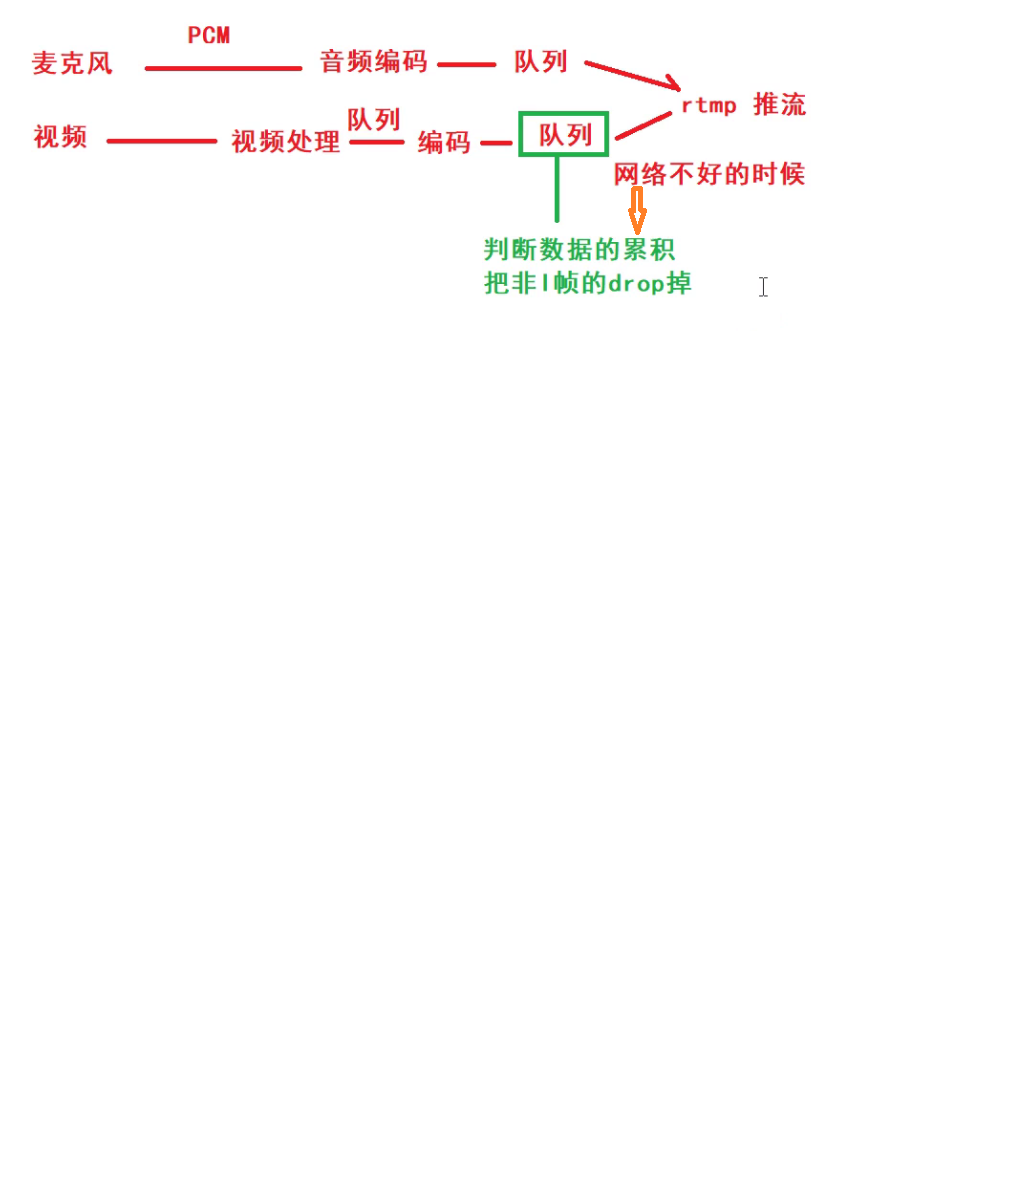 PCM
麦克风 音频编码 队列
rtmp 推流
视频 视频处理 队列 编码 队列
网络不好的时候
判断数据的累积
把非I帧的drop掉